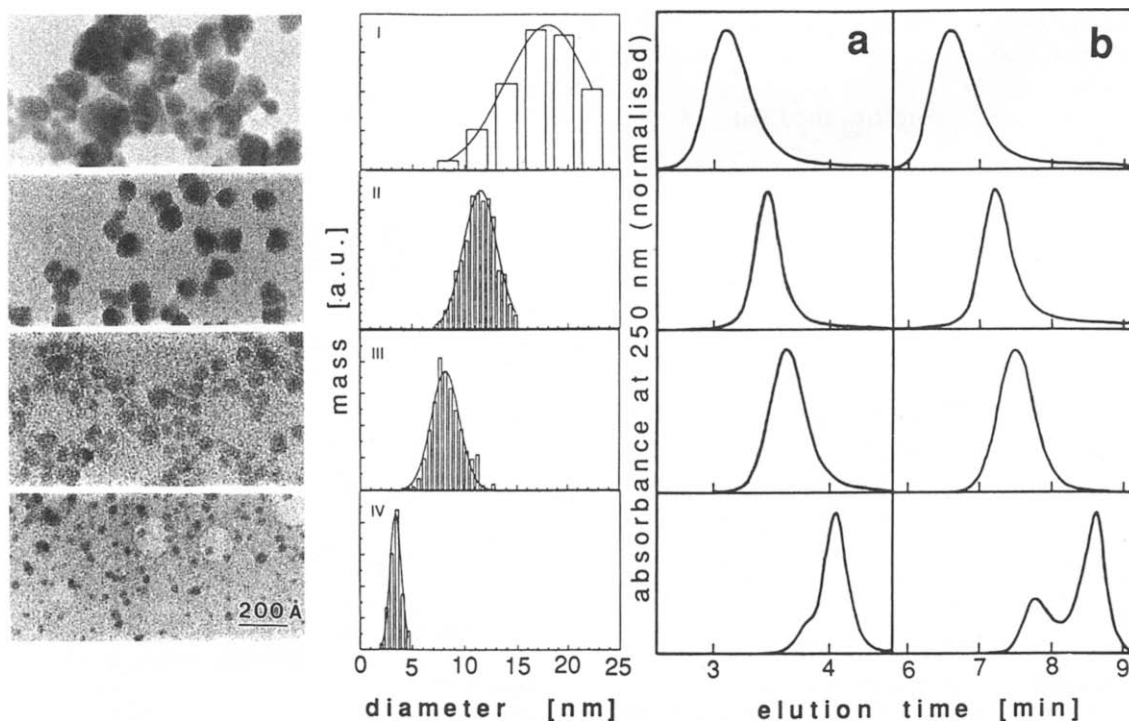 200 Å
I
II
III
IV
mass [a.u.]
0 5 10 15 20 25
diameter [nm]
absorbance at 250 nm (normalised)
a
b
3 4
6 7 8 9
elution time [min]